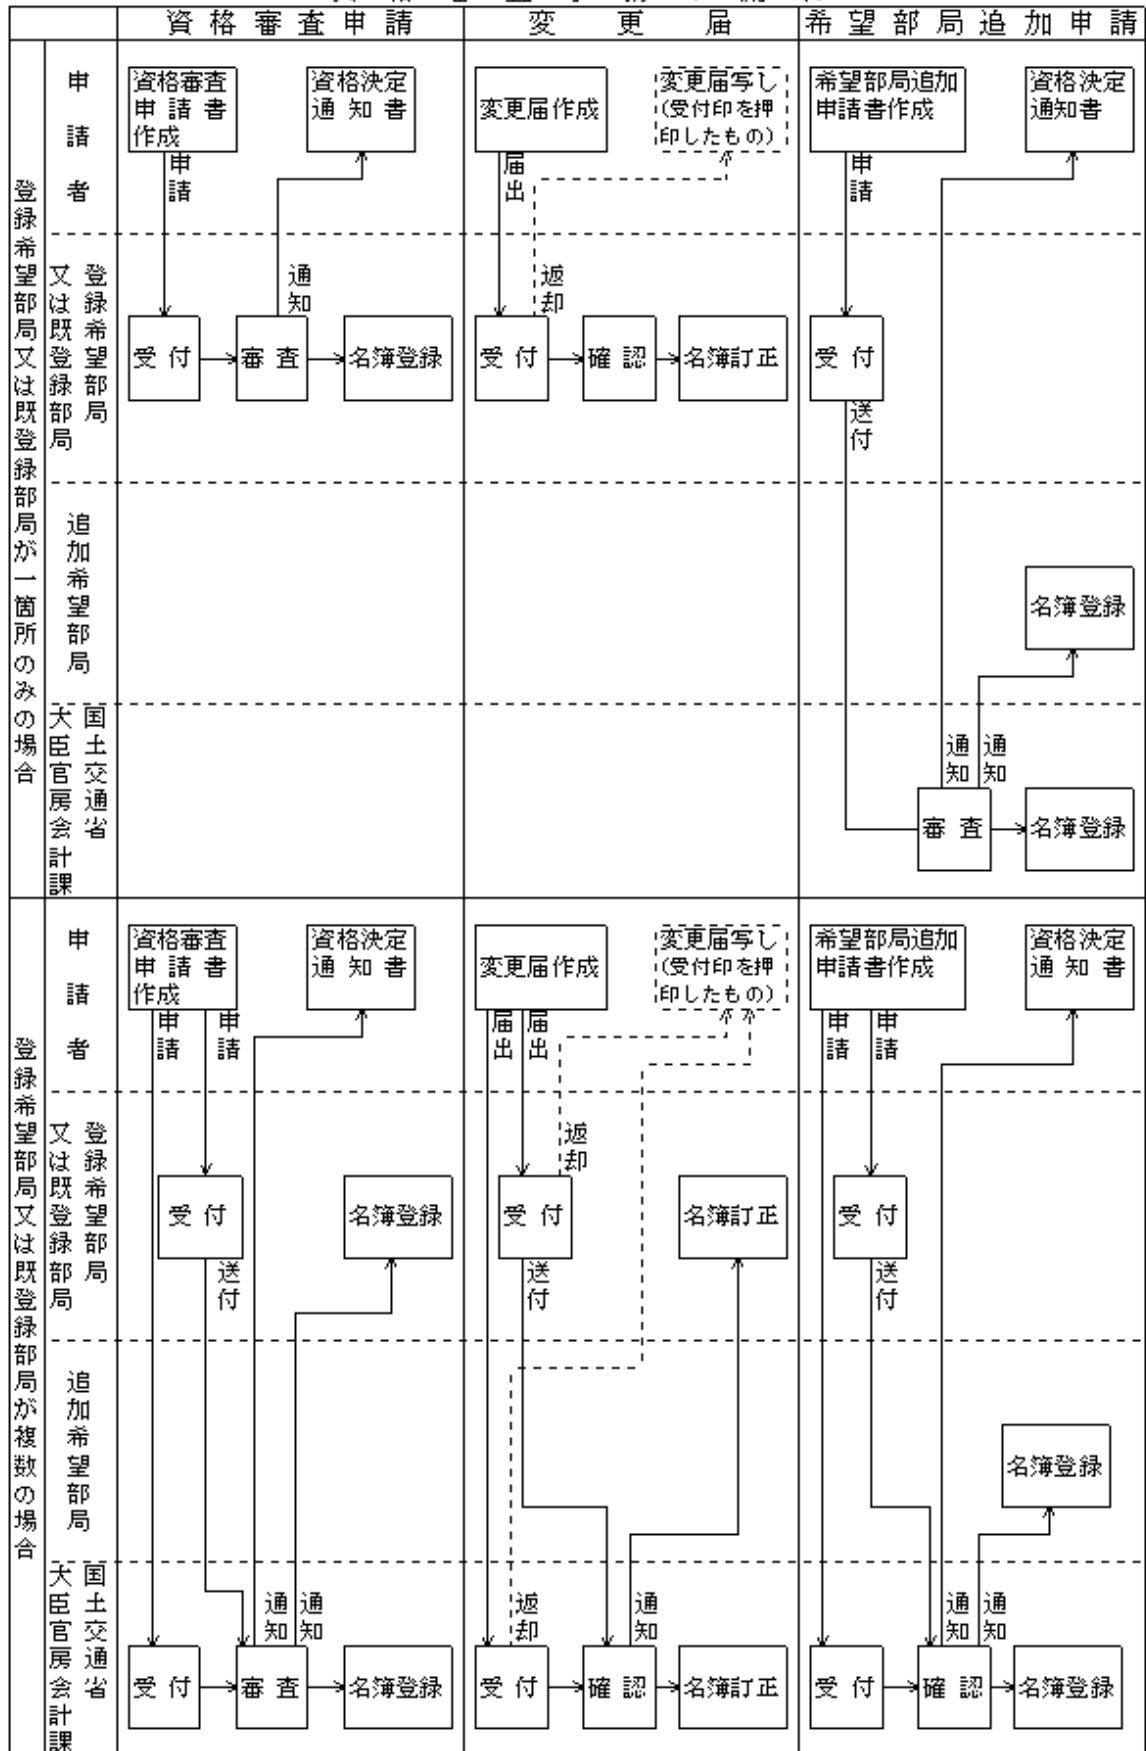 資格審査申請
変更届
希望部局追加申請
登録希望部局又は既登録部局が一箇所のみの場合
申請者
資格審査
申請書
作成
資格決定
通知書
申請
変更届作成
変更届写し
(受付印を押
印したもの)
届出
希望部局追加
申請書作成
資格決定
通知書
申請
登録希望部局
又は既登録部局
通知
受付
審査
名簿登録
返却
受付
確認
名簿訂正
受付
送付
追加希望部局
名簿登録
国土交通省
大臣官房会計課
通知
通知
審査
名簿登録
登録希望部局又は既登録部局が複数の場合
申請者
資格審査
申請書
作成
資格決定
通知書
申請
申請
変更届作成
変更届写し
(受付印を押
印したもの)
届出
届出
希望部局追加
申請書作成
資格決定
通知書
申請
申請
登録希望部局
又は既登録部局
受付
名簿登録
送付
返却
受付
名簿訂正
送付
受付
送付
追加希望部局
名簿登録
国土交通省
大臣官房会計課
通知
通知
受付
審査
名簿登録
返却
通知
受付
確認
名簿訂正
通知
通知
受付
確認
名簿登録